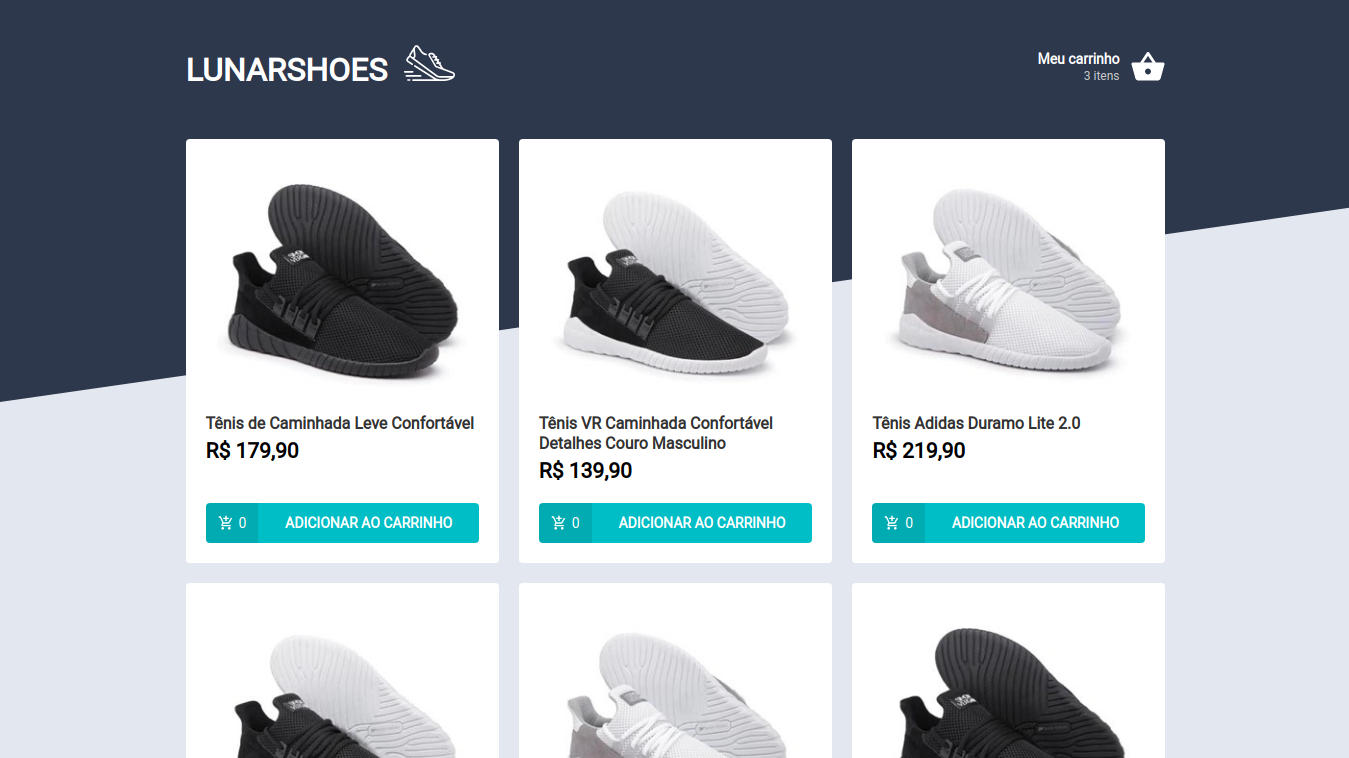 LUNARSHOES
Meu carrinho
3 itens
Tênis de Caminhada Leve Confortável
R$ 179,90
0 ADICIONAR AO CARRINHO
Tênis VR Caminhada Confortável
Detalhes Couro Masculino
R$ 139,90
0 ADICIONAR AO CARRINHO
Tênis Adidas Duramo Lite 2.0
R$ 219,90
0 ADICIONAR AO CARRINHO